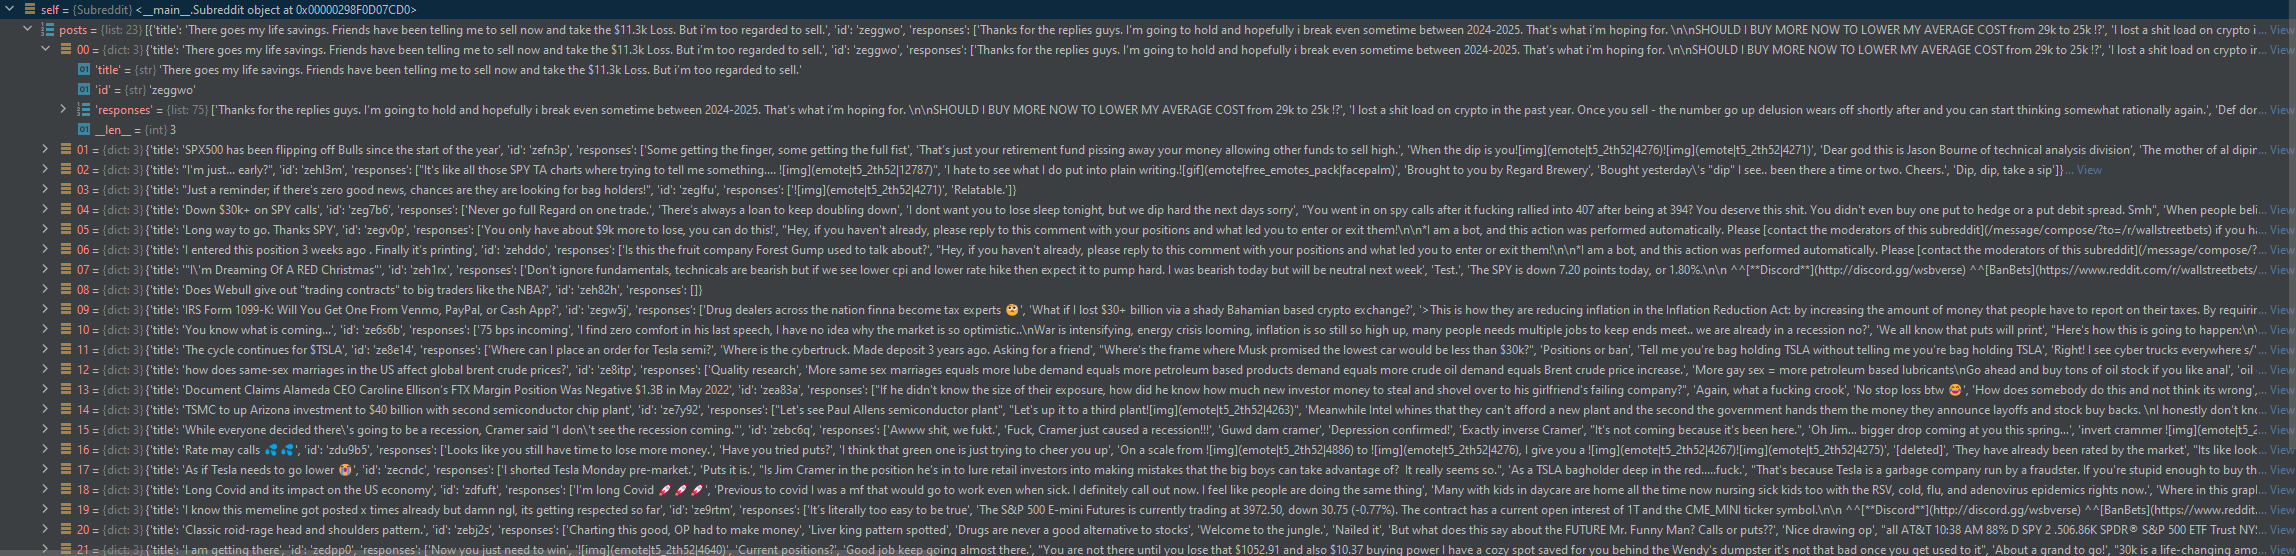 self = {Subreddit} <__main__.Subreddit object at 0x00000298F0D07CD0>
posts = {list: 23} [{'title': 'There goes my life savings. Friends have been telling me to sell now and take the $11.3k Loss. But i'm too regarded to sell.', 'id': 'zeggwo', 'responses': ['Thanks for the replies guys. I'm going to hold and hopefully i break even sometime between 2024-2025. That's what i'm hoping for. \n\nSHOULD I BUY MORE NOW TO LOWER MY AVERAGE COST from 29k to 25k !?', 'I lost a shit load on crypto i... View
00 = {dict: 3} {'title': 'There goes my life savings. Friends have been telling me to sell now and take the $11.3k Loss. But i'm too regarded to sell.', 'id': 'zeggwo', 'responses': ['Thanks for the replies guys. I'm going to hold and hopefully i break even sometime between 2024-2025. That's what i'm hoping for. \n\nSHOULD I BUY MORE NOW TO LOWER MY AVERAGE COST from 29k to 25k !?', 'I lost a shit load on crypto ir... View
'title' = {str} 'There goes my life savings. Friends have been telling me to sell now and take the $11.3k Loss. But i'm too regarded to sell.'
'id' = {str} 'zeggwo'
'responses' = {list: 75} ['Thanks for the replies guys. I'm going to hold and hopefully i break even sometime between 2024-2025. That's what i'm hoping for. \n\nSHOULD I BUY MORE NOW TO LOWER MY AVERAGE COST from 29k to 25k !?', 'I lost a shit load on crypto in the past year. Once you sell - the number go up delusion wears off shortly after and you can start thinking somewhat rationally again.', 'Def dor... View
__len__ = {int} 3
01 = {dict: 3} {'title': 'SPX500 has been flipping off Bulls since the start of the year', 'id': 'zefn3p', 'responses': ['Some getting the finger, some getting the full fist', 'That's just your retirement fund pissing away your money allowing other funds to sell high.', 'When the dip is you![img](emote|t5_2th52|4276)![img](emote|t5_2th52|4271)', 'Dear god this is Jason Bourne of technical analysis division', 'The mother of al dipir... View
02 = {dict: 3} {'title': "I'm just... early?", 'id': 'zehl3m', 'responses': ["It's like all those SPY TA charts where trying to tell me something.... ![img](emote|t5_2th52|12787)", 'I hate to see what I do put into plain writing.![gif](emote|free_emotes_pack|facepalm)', 'Brought to you by Regard Brewery', 'Bought yesterday\'s "dip" I see.. been there a time or two. Cheers.', 'Dip, dip, take a sip']} ... View
03 = {dict: 3} {'title': "Just a reminder; if there's zero good news, chances are they are looking for bag holders!", 'id': 'zeglfu', 'responses': ['![img](emote|t5_2th52|4271)', 'Relatable.']}
04 = {dict: 3} {'title': 'Down $30k+ on SPY calls', 'id': 'zeg7b6', 'responses': ['Never go full Regard on one trade.', 'There's always a loan to keep doubling down', 'I dont want you to lose sleep tonight, but we dip hard the next days sorry', "You went in on spy calls after it fucking rallied into 407 after being at 394? You deserve this shit. You didn't even buy one put to hedge or a put debit spread. Smh", 'When people beli... View
05 = {dict: 3} {'title': 'Long way to go. Thanks SPY', 'id': 'zegv0p', 'responses': ['You only have about $9k more to lose, you can do this!', "Hey, if you haven't already, please reply to this comment with your positions and what led you to enter or exit them!\n\n*I am a bot, and this action was performed automatically. Please [contact the moderators of this subreddit](/message/compose/?to=/r/wallstreetbets) if you ha... View
06 = {dict: 3} {'title': 'I entered this position 3 weeks ago . Finally it's printing', 'id': 'zehddo', 'responses': ['Is this the fruit company Forest Gump used to talk about?', "Hey, if you haven't already, please reply to this comment with your positions and what led you to enter or exit them!\n\n*I am a bot, and this action was performed automatically. Please [contact the moderators of this subreddit](/message/compose/?... View
07 = {dict: 3} {'title': '"I\'m Dreaming Of A RED Christmas"', 'id': 'zeh1rx', 'responses': ['Don't ignore fundamentals, technicals are bearish but if we see lower cpi and lower rate hike then expect it to pump hard. I was bearish today but will be neutral next week', 'Test.', 'The SPY is down 7.20 points today, or 1.80%.\n\n ^^[**Discord**](http://discord.gg/wsbverse) ^^[BanBets](https://www.reddit.com/r/wallstreetbets/... View
08 = {dict: 3} {'title': 'Does Webull give out "trading contracts" to big traders like the NBA?', 'id': 'zeh82h', 'responses': []}
09 = {dict: 3} {'title': 'IRS Form 1099-K: Will You Get One From Venmo, PayPal, or Cash App?', 'id': 'zegw5j', 'responses': ['Drug dealers across the nation finna become tax experts 🤨', 'What if I lost $30+ billion via a shady Bahamian based crypto exchange?', '>This is how they are reducing inflation in the Inflation Reduction Act: by increasing the amount of money that people have to report on their taxes. By requirir... View
10 = {dict: 3} {'title': 'You know what is coming...', 'id': 'ze6s6b', 'responses': ['75 bps incoming', 'I find zero comfort in his last speech, I have no idea why the market is so optimistic..\nWar is intensifying, energy crisis looming, inflation is so still so high up, many people needs multiple jobs to keep ends meet.. we are already in a recession no?', 'We all know that puts will print', "Here's how this is going to happen:\n\... View
11 = {dict: 3} {'title': 'The cycle continues for $TSLA', 'id': 'ze8e14', 'responses': ['Where can I place an order for Tesla semi?', 'Where is the cybertruck. Made deposit 3 years ago. Asking for a friend', "Where's the frame where Musk promised the lowest car would be less than $30k?", 'Positions or ban', 'Tell me you're bag holding TSLA without telling me you're bag holding TSLA', 'Right! I see cyber trucks everywhere s/'... View
12 = {dict: 3} {'title': 'how does same-sex marriages in the US affect global brent crude prices?', 'id': 'ze8itp', 'responses': ['Quality research', 'More same sex marriages equals more lube demand equals more petroleum based products demand equals more crude oil demand equals Brent crude price increase.', 'More gay sex = more petroleum based lubricants\nGo ahead and buy tons of oil stock if you like anal', 'oil ... View
13 = {dict: 3} {'title': 'Document Claims Alameda CEO Caroline Ellison's FTX Margin Position Was Negative $1.3B in May 2022', 'id': 'zea83a', 'responses': ["If he didn't know the size of their exposure, how did he know how much new investor money to steal and shovel over to his girlfriend's failing company?", 'Again, what a fucking crook', 'No stop loss btw 😅', 'How does somebody do this and not think its wrong', ... View
14 = {dict: 3} {'title': 'TSMC to up Arizona investment to $40 billion with second semiconductor chip plant', 'id': 'ze7y92', 'responses': ["Let's see Paul Allens semiconductor plant", "Let's up it to a third plant![img](emote|t5_2th52|4263)", 'Meanwhile Intel whines that they can't afford a new plant and the second the government hands them the money they announce layoffs and stock buy backs. \nI honestly don't kno... View
15 = {dict: 3} {'title': 'While everyone decided there\'s going to be a recession, Cramer said "I don\'t see the recession coming."', 'id': 'zebc6q', 'responses': ['Awww shit, we fukt.', 'Fuck, Cramer just caused a recession!!!', 'Guwd dam cramer', 'Depression confirmed!', 'Exactly inverse Cramer', "It's not coming because it's been here.", 'Oh Jim... bigger drop coming at you this spring...', 'invert crammer ![img](emote|t5_2... View
16 = {dict: 3} {'title': 'Rate may calls 💦💦', 'id': 'zdu9b5', 'responses': ['Looks like you still have time to lose more money.', 'Have you tried puts?', 'I think that green one is just trying to cheer you up', 'On a scale from ![img](emote|t5_2th52|4886) to ![img](emote|t5_2th52|4276), I give you a ![img](emote|t5_2th52|4267)![img](emote|t5_2th52|4275)', '[deleted]', 'They have already been rated by the market', "Its like look... View
17 = {dict: 3} {'title': 'As if Tesla needs to go lower 😭', 'id': 'zecndc', 'responses': ['I shorted Tesla Monday pre-market.', 'Puts it is.', "Is Jim Cramer in the position he's in to lure retail investors into making mistakes that the big boys can take advantage of?  It really seems so.", 'As a TSLA bagholder deep in the red.....fuck.', "That's because Tesla is a garbage company run by a fraudster. If you're stupid enough to buy th... View
18 = {dict: 3} {'title': 'Long Covid and its impact on the US economy', 'id': 'zdfuft', 'responses': ['I'm long Covid 🚀🚀🚀', 'Previous to covid I was a mf that would go to work even when sick. I definitely call out now. I feel like people are doing the same thing', 'Many with kids in daycare are home all the time now nursing sick kids too with the RSV, cold, flu, and adenovirus epidemics right now.', 'Where in this grapl... View
19 = {dict: 3} {'title': 'I know this memeline got posted x times already but damn ngl, its getting respected so far', 'id': 'ze9rtm', 'responses': ['It's literally too easy to be true', 'The S&P 500 E-mini Futures is currently trading at 3972.50, down 30.75 (-0.77%). The contract has a current open interest of 1T and the CME_MINI ticker symbol.\n\n ^^[**Discord**](http://discord.gg/wsbverse) ^^[BanBets](https://www.reddit... View
20 = {dict: 3} {'title': 'Classic roid-rage head and shoulders pattern.', 'id': 'zebj2s', 'responses': ['Charting this good, OP had to make money', 'Liver king pattern spotted', 'Drugs are never a good alternative to stocks', 'Welcome to the jungle.', 'Nailed it', 'But what does this say about the FUTURE Mr. Funny Man? Calls or puts??', 'Nice drawing op', "all AT&T 10:38 AM 88% D SPY 2 .506.86K SPDR® S&P 500 ETF Trust NY:... View
21 = {dict: 3} {'title': 'I am getting there', 'id': 'zedpp0', 'responses': ['Now you just need to win', '![img](emote|t5_2th52|4640)', 'Current positions?', 'Good job keep going almost there.', "You are not there until you lose that $1052.91 and also $10.37 buying power I have a cozy spot saved for you behind the Wendy's dumpster it's not that bad once you get used to it", 'About a grand to go!', "30k is a life-changing am... View